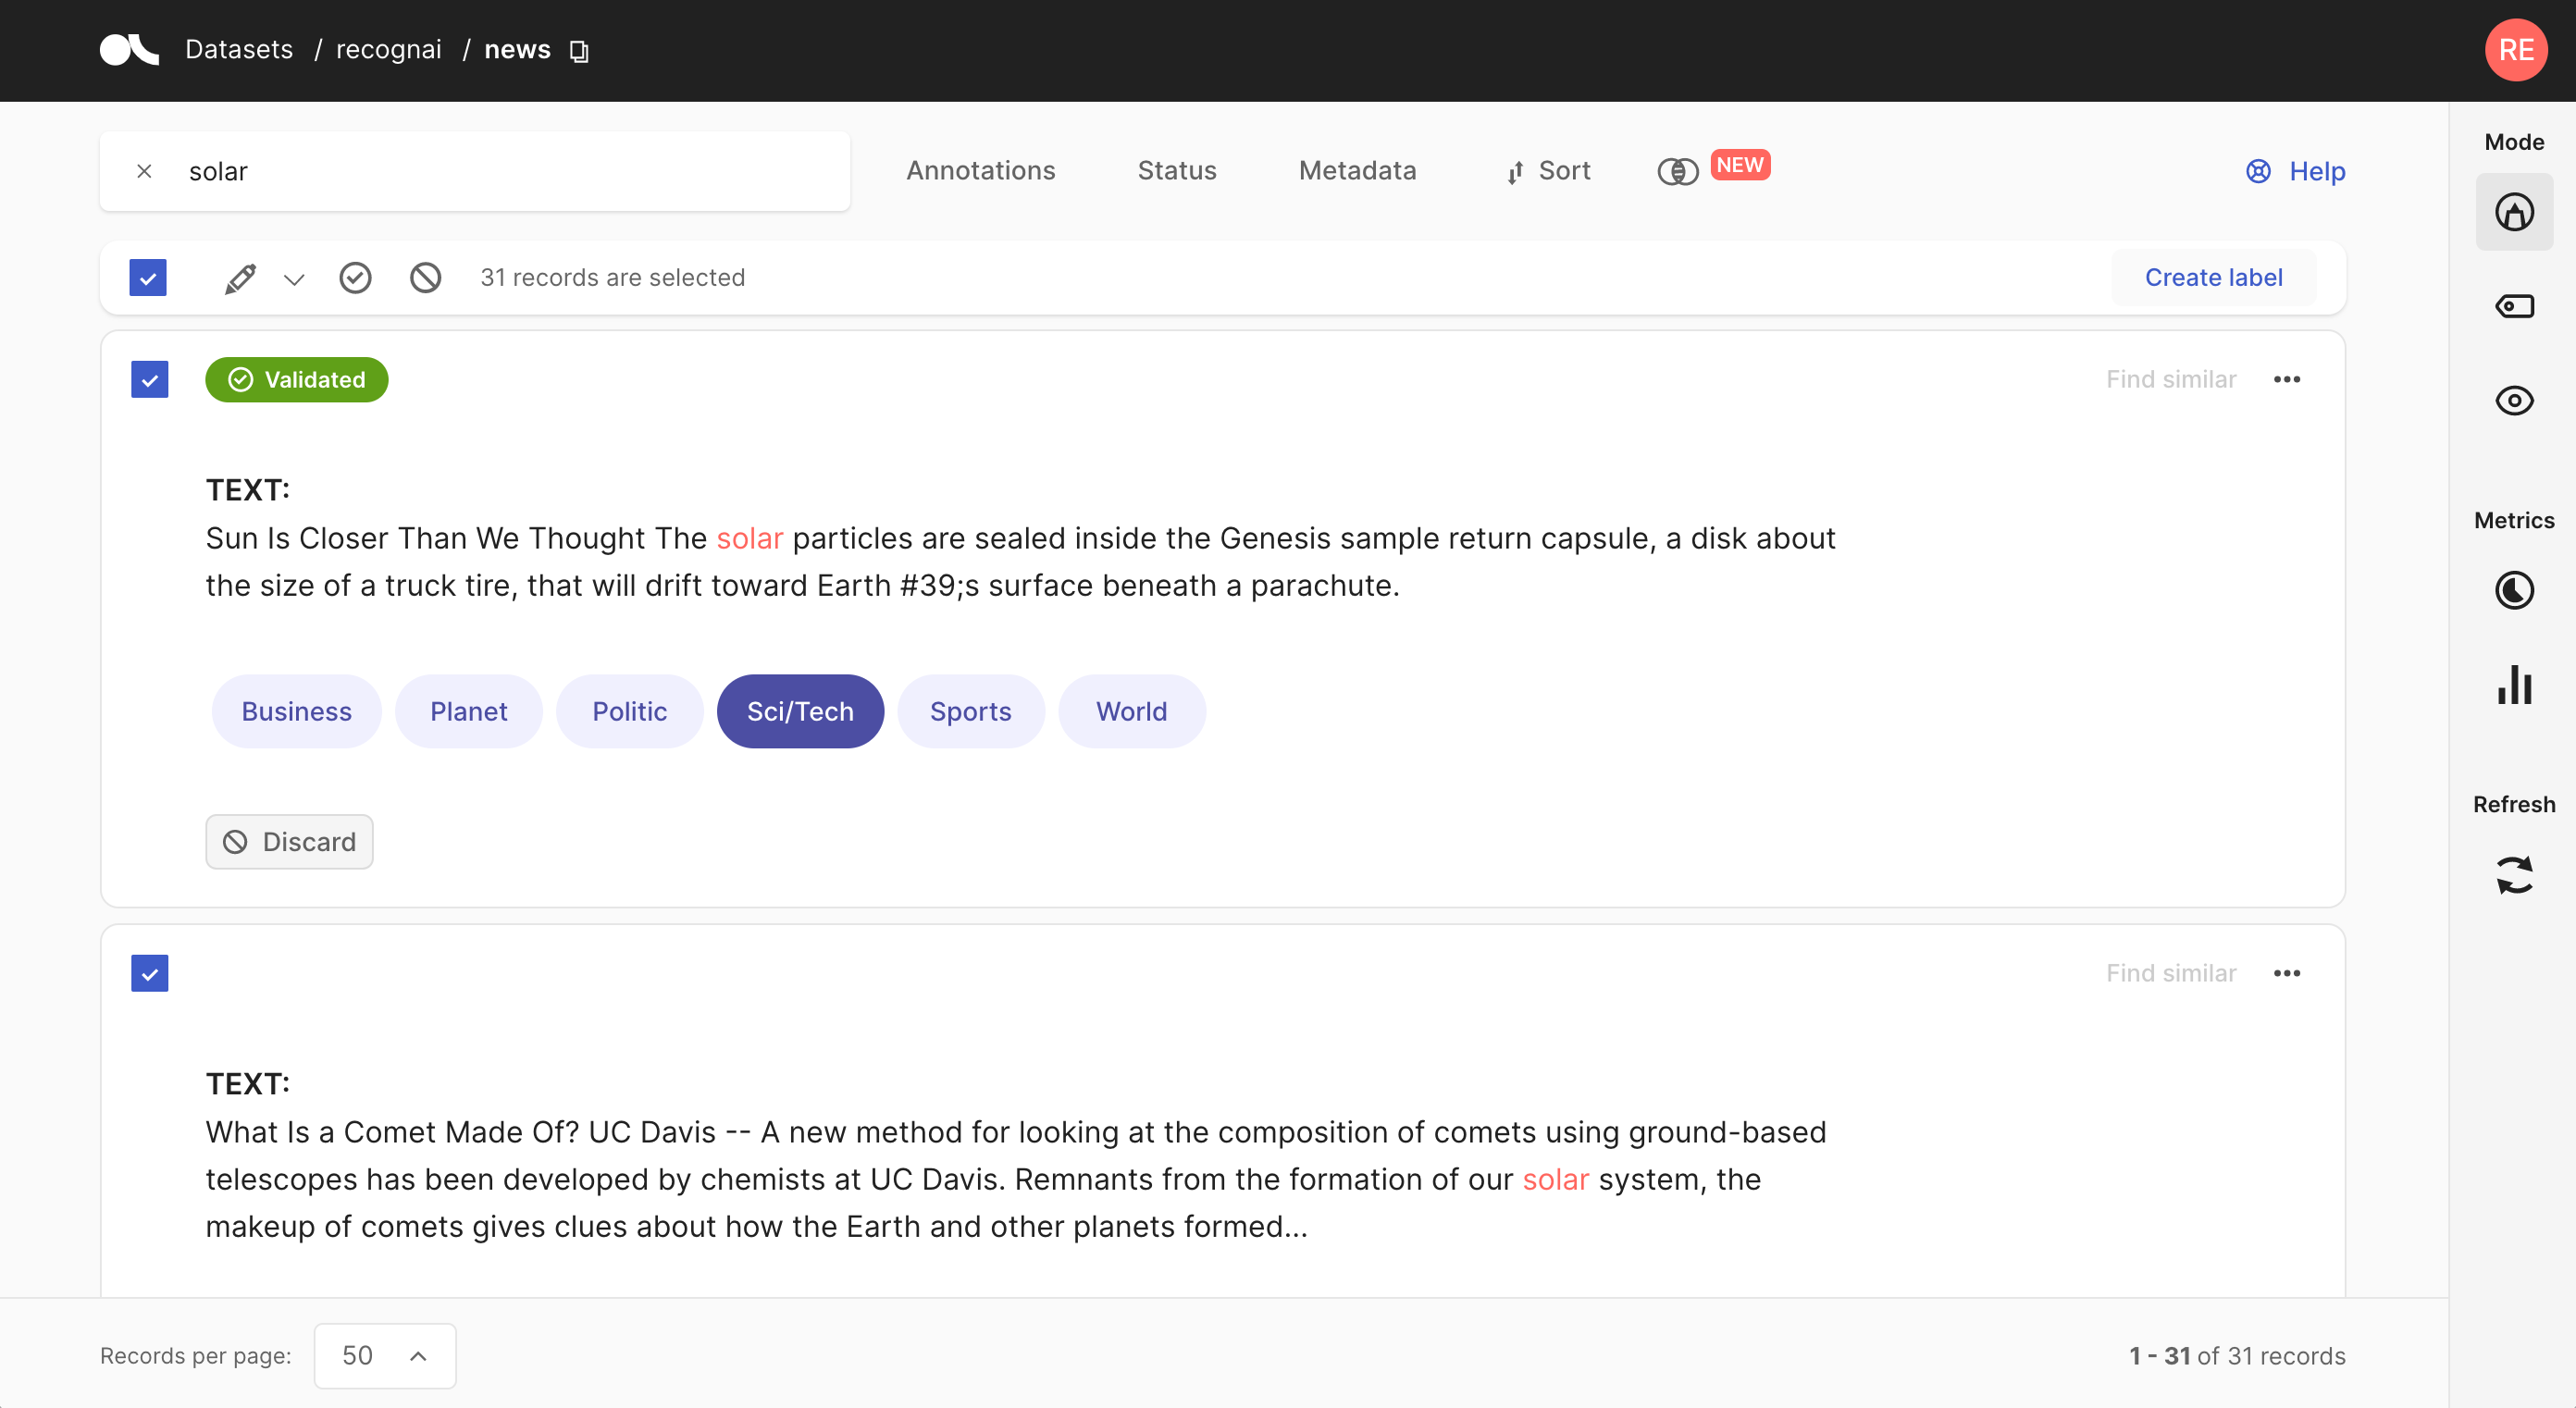 Datasets / recognai / news
RE
solar
Annotations
Status
Metadata
Sort
NEW
Help
31 records are selected
Create label
Validated
Find similar
TEXT:
Sun Is Closer Than We Thought The solar particles are sealed inside the Genesis sample return capsule, a disk about
the size of a truck tire, that will drift toward Earth #39;s surface beneath a parachute.
Business
Planet
Politic
Sci/Tech
Sports
World
Discard
Find similar
TEXT:
What Is a Comet Made Of? UC Davis -- A new method for looking at the composition of comets using ground-based
telescopes has been developed by chemists at UC Davis. Remnants from the formation of our solar system, the
makeup of comets gives clues about how the Earth and other planets formed...
Records per page:
50
1 - 31 of 31 records
Mode
Metrics
Refresh